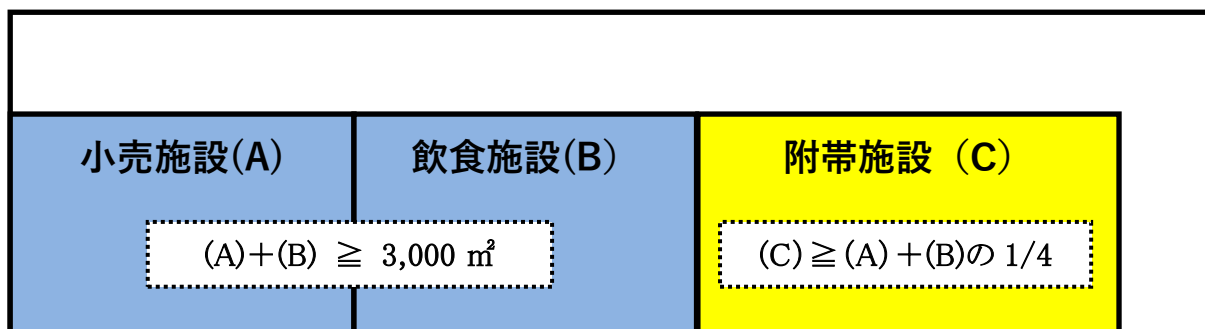 小売施設(A)
飲食施設(B)
附帯施設（C）
(A)＋(B) ≧ 3,000 ㎡
(C)≧(A)＋(B)の 1/4